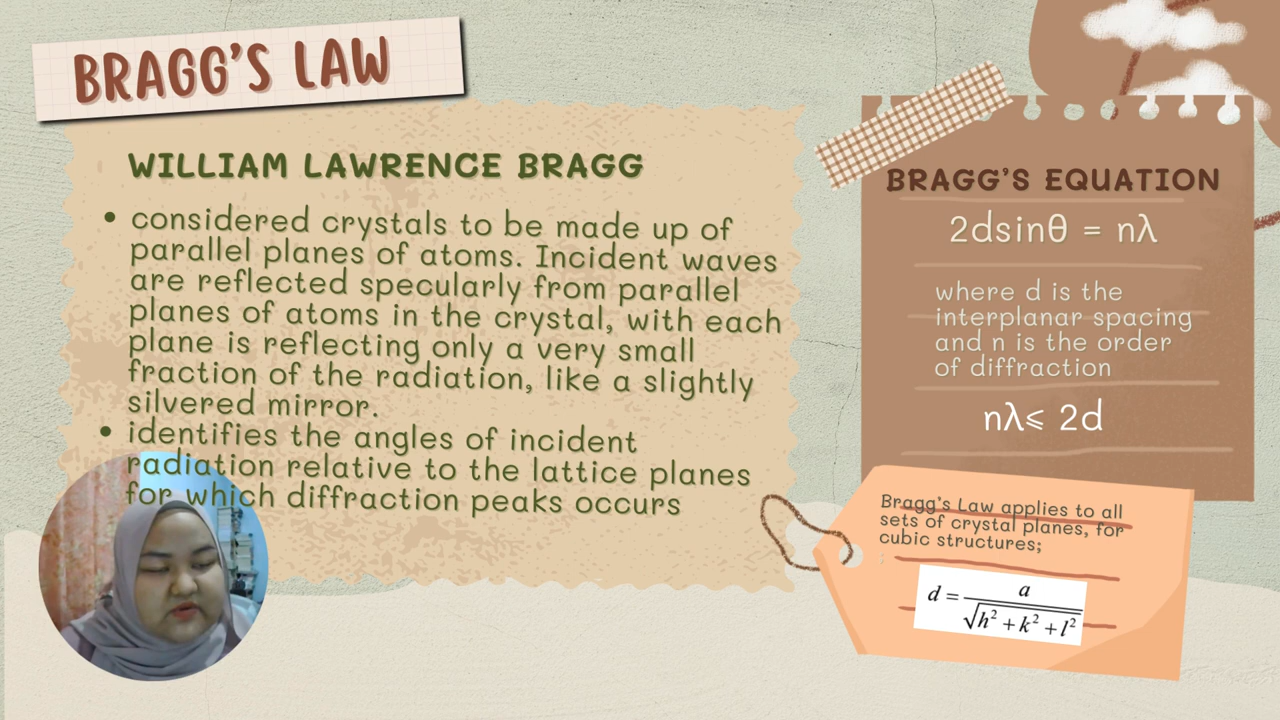 BRAGG'S LAW
WILLIAM LAWRENCE BRAGG
• considered crystals to be made up of
parallel planes of atoms. Incident waves
are reflected specularly from parallel
planes of atoms in the crystal, with each
plane is reflecting only a very small
fraction of the radiation, like a slightly
silvered mirror.
• identifies the angles of incident
radiation relative to the lattice planes
for which diffraction peaks occurs
BRAGG'S EQUATION
2dsinθ = nλ
where d is the
interplanar spacing
and n is the order
of diffraction
nλ⩽ 2d
Bragg's Law applies to all
sets of crystal planes, for
cubic structures;
:
d = a / √h² + k² + l²